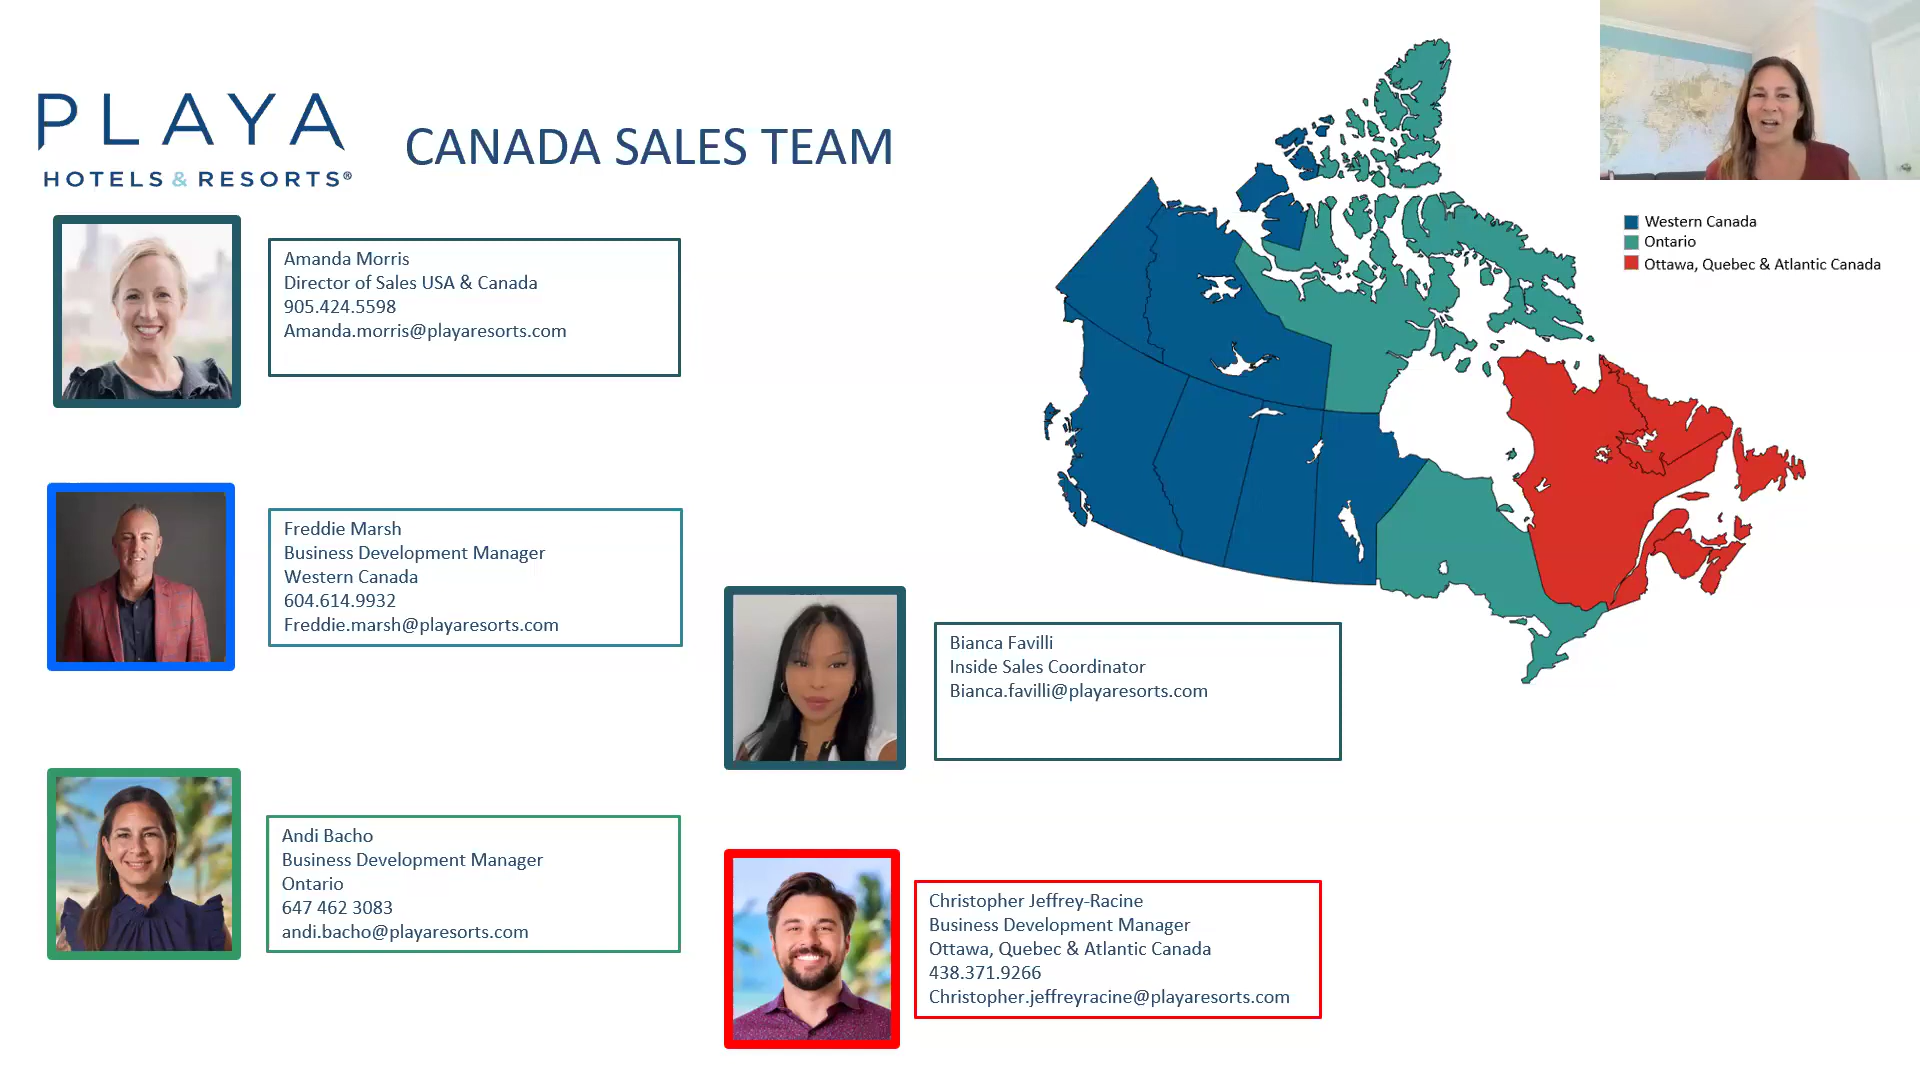 PLAYA
HOTELS & RESORTS®
CANADA SALES TEAM
Western Canada
Ontario
Ottawa, Quebec & Atlantic Canada
Amanda Morris
Director of Sales USA & Canada
905.424.5598
Amanda.morris@playaresorts.com
Freddie Marsh
Business Development Manager
Western Canada
604.614.9932
Freddie.marsh@playaresorts.com
Bianca Favilli
Inside Sales Coordinator
Bianca.favilli@playaresorts.com
Andi Bacho
Business Development Manager
Ontario
647 462 3083
andi.bacho@playaresorts.com
Christopher Jeffrey-Racine
Business Development Manager
Ottawa, Quebec & Atlantic Canada
438.371.9266
Christopher.jeffreyracine@playaresorts.com